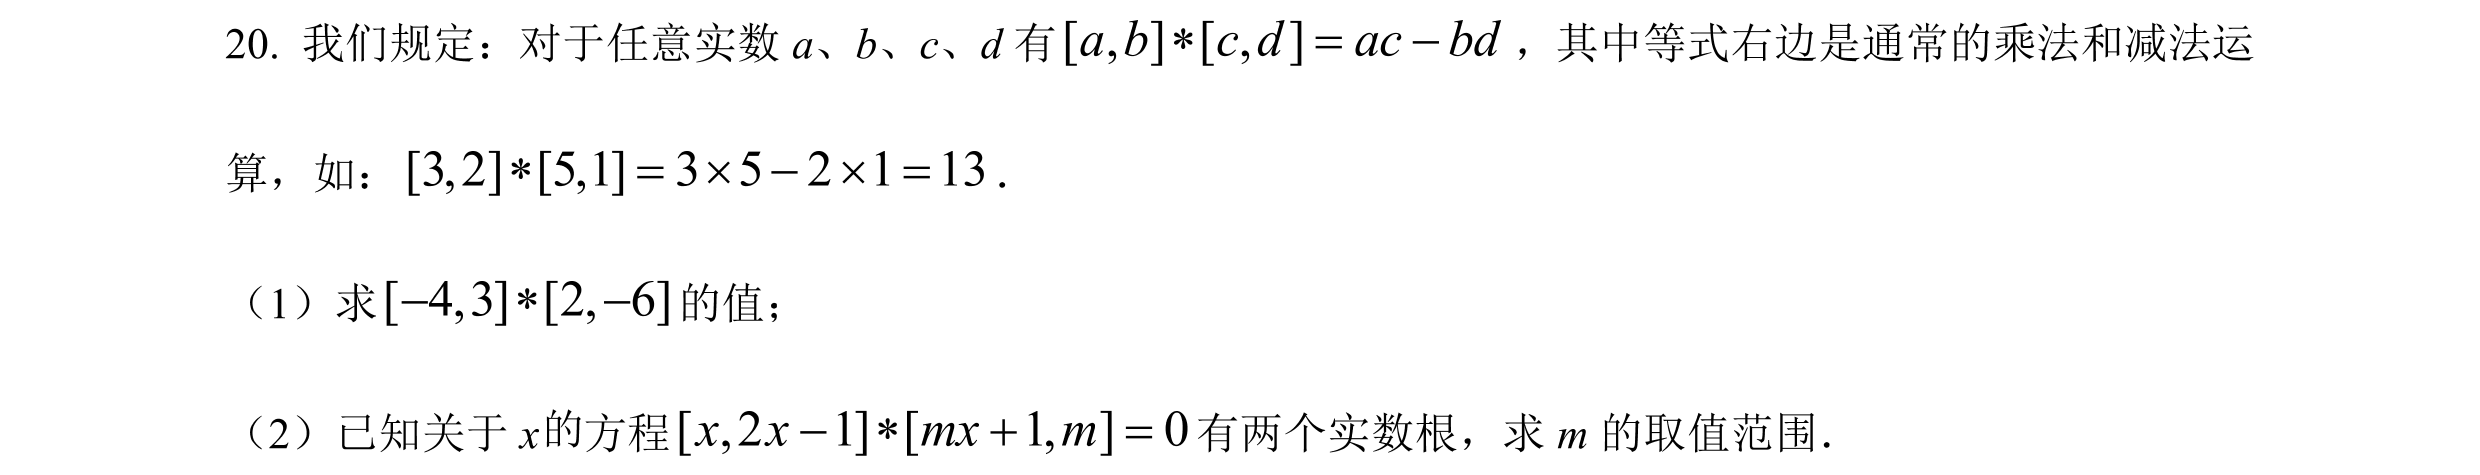 20. 我们规定：对于任意实数 a、b、c、d 有[a,b]*[c,d]=ac−bd，其中等式右边是通常的乘法和减法运
算，如：[3,2]*[5,1]=3×5−2×1=13.
（1）求[−4,3]*[2,−6]的值；
（2）已知关于 x的方程[x,2x−1]*[mx+1,m]=0有两个实数根，求 m 的取值范围.